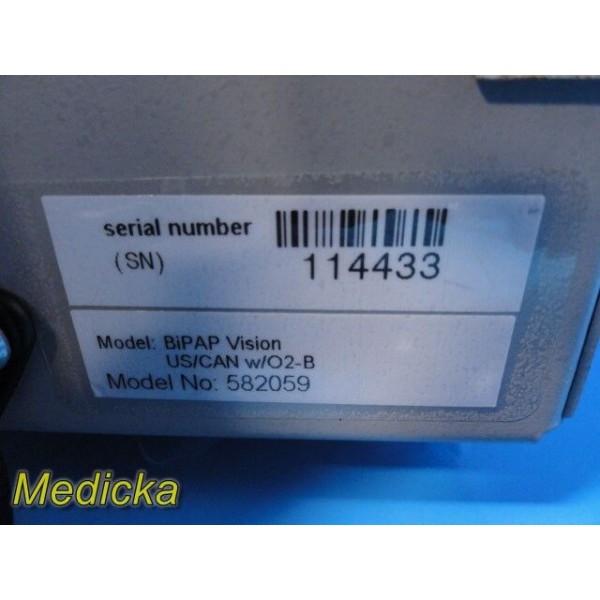 serial number
(SN)
114433
Model: BiPAP Vision
US/CAN w/O2-B
Model No: 582059
Medicka